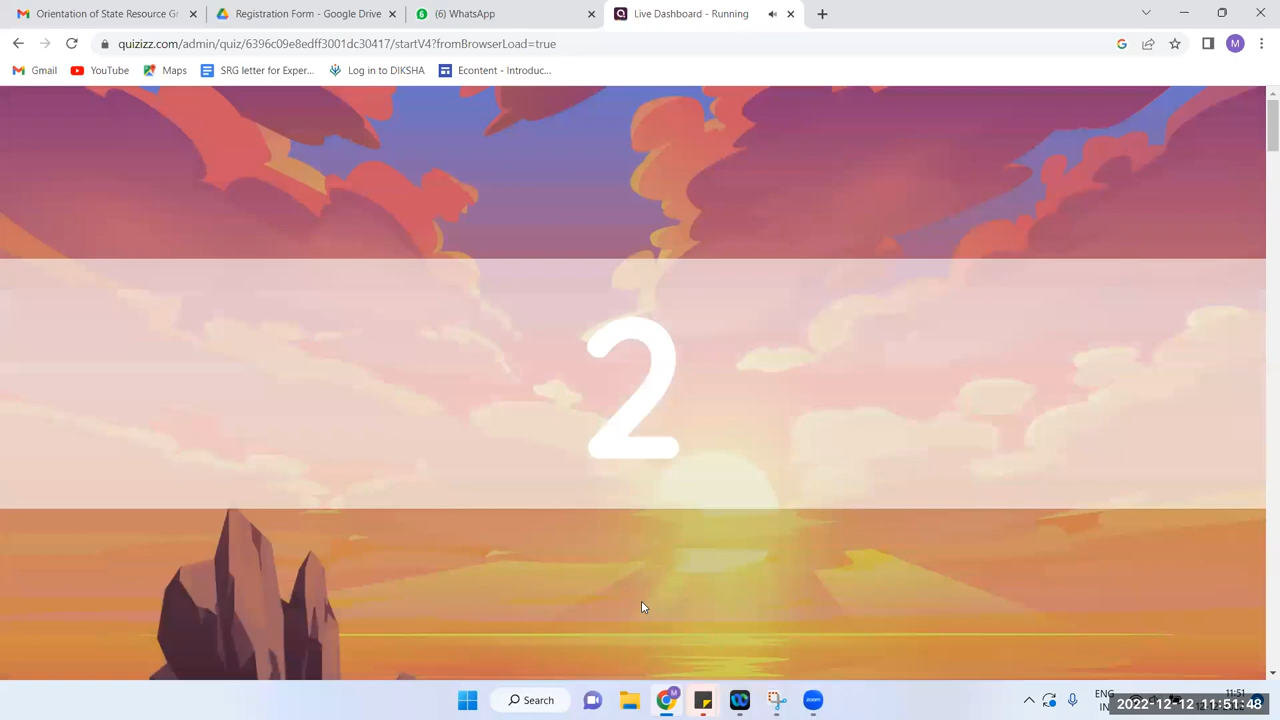 Orientation of State Resource Gr
Registration Form - Google Drive
(6) WhatsApp
Live Dashboard - Running
quizizz.com/admin/quiz/6396c09e8edff3001dc30417/startV4?fromBrowserLoad=true
M
Gmail
YouTube
Maps
SRG letter for Exper...
Log in to DIKSHA
Econtent - Introduc...
2
Search
ENG
11:51
2022-12-12 11:51:48